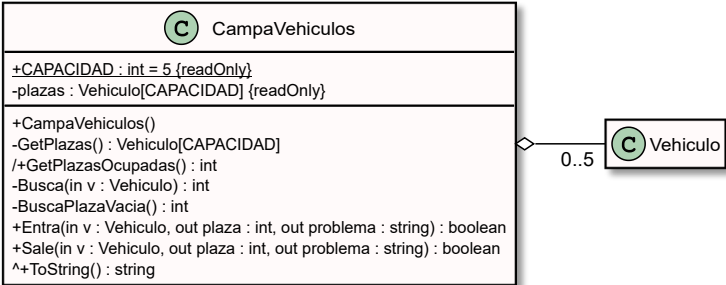 C CampaVehiculos
+CAPACIDAD : int = 5 {readOnly}
-plazas : Vehiculo[CAPACIDAD] {readOnly}
+CampaVehiculos()
-GetPlazas() : Vehiculo[CAPACIDAD]
/+GetPlazasOcupadas() : int
-Busca(in v : Vehiculo) : int
-BuscaPlazaVacia() : int
+Entra(in v : Vehiculo, out plaza : int, out problema : string) : boolean
+Sale(in v : Vehiculo, out plaza : int, out problema : string) : boolean
^+ToString() : string
0..5
C Vehiculo